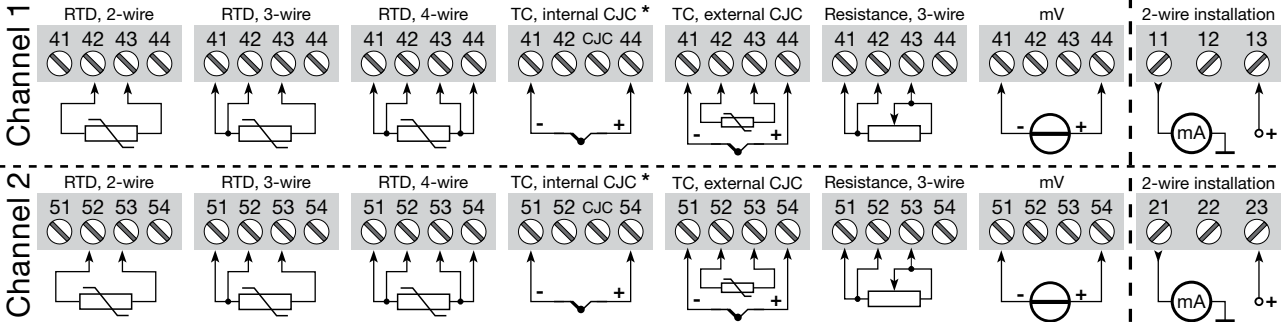 Channel 1
RTD, 2-wire RTD, 3-wire RTD, 4-wire TC, internal CJC * TC, external CJC Resistance, 3-wire mV 2-wire installation
41 42 43 44 41 42 43 44 41 42 43 44 41 42 CJC 44 41 42 43 44 41 42 43 44 41 42 43 44 11 12 13
- + - + - + mA +
Channel 2
RTD, 2-wire RTD, 3-wire RTD, 4-wire TC, internal CJC * TC, external CJC Resistance, 3-wire mV 2-wire installation
51 52 53 54 51 52 53 54 51 52 53 54 51 52 CJC 54 51 52 53 54 51 52 53 54 51 52 53 54 21 22 23
- + - + - + mA +